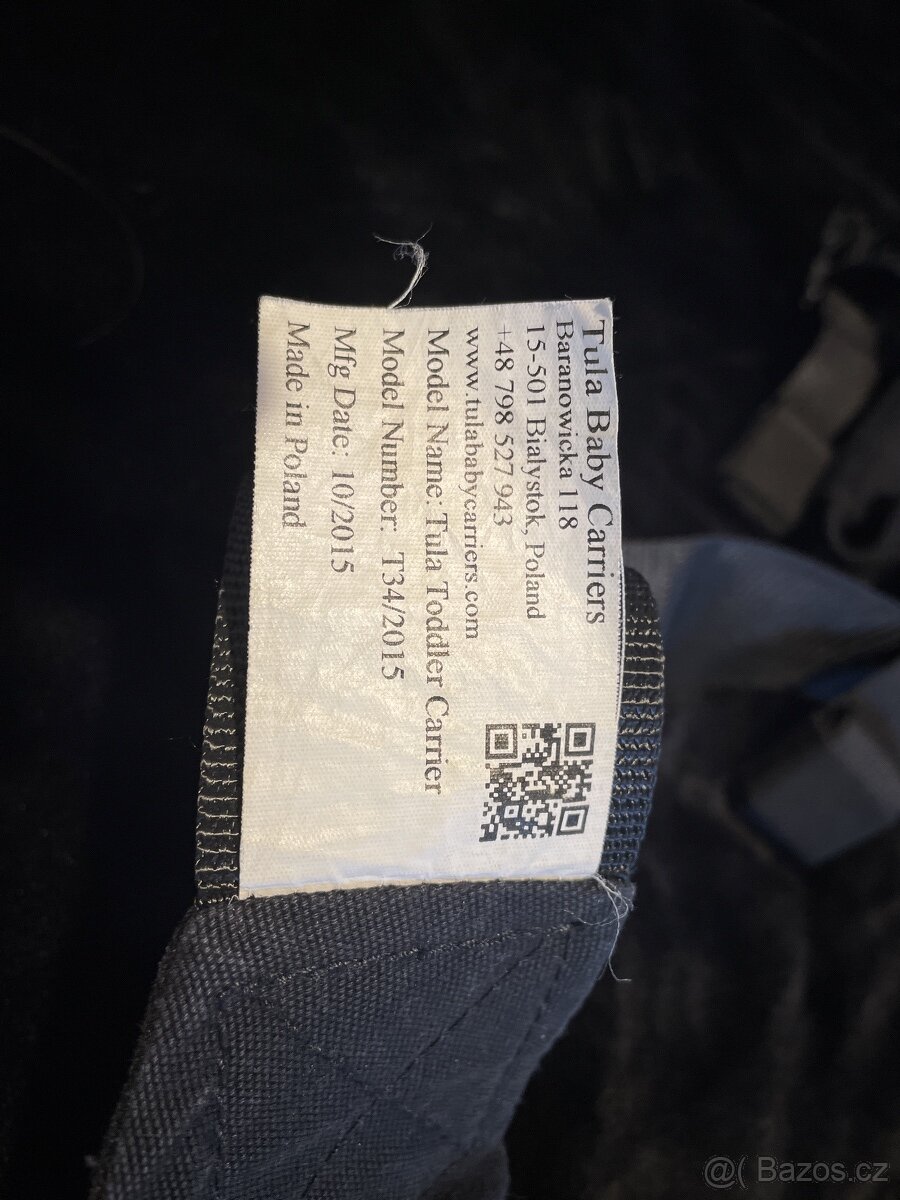 Tula Baby Carriers
Baranowicka 118
15-501 Bialystok, Poland
+48 798 527 943
www.tulababycarriers.com
Model Name: Tula Toddler Carrier
Model Number: T34/2015
Mfg Date: 10/2015
Made in Poland
@( Bazos.cz